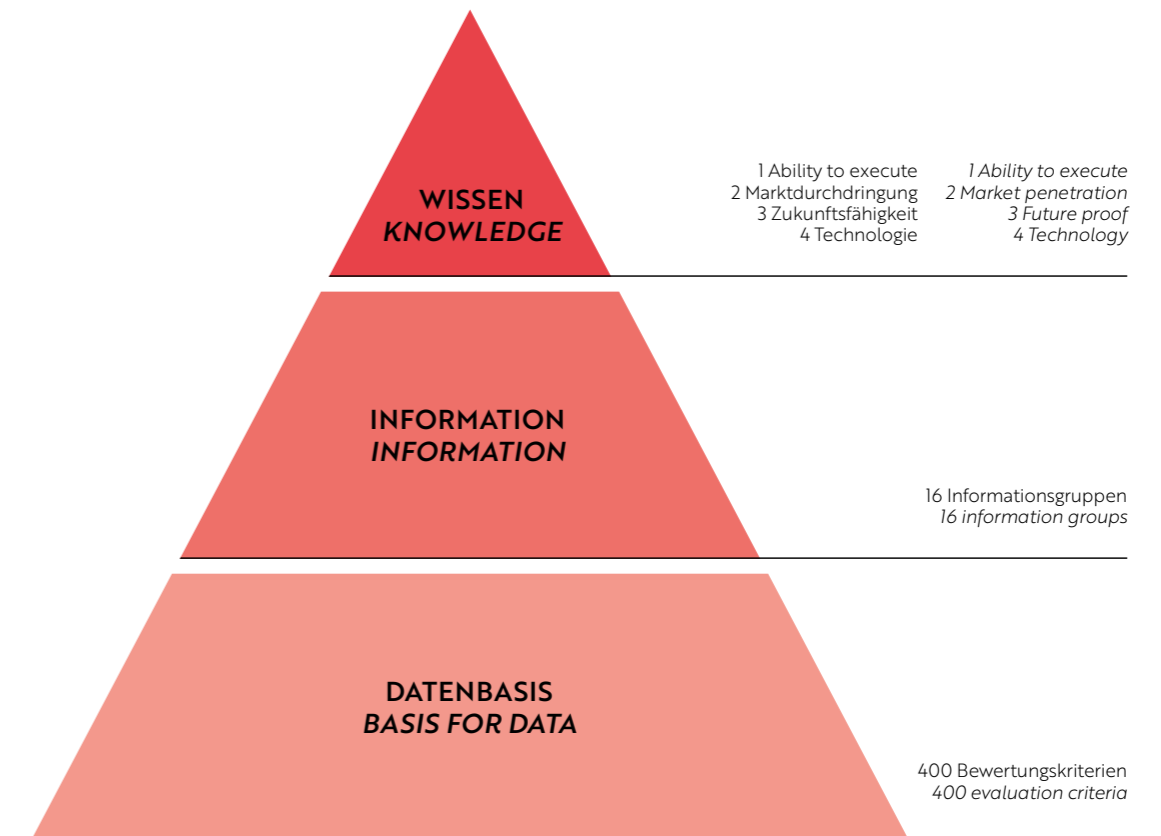 WISSEN
KNOWLEDGE
1 Ability to execute
2 Marktdurchdringung
3 Zukunftsfähigkeit
4 Technologie
1 Ability to execute
2 Market penetration
3 Future proof
4 Technology
INFORMATION
INFORMATION
16 Informationsgruppen
16 information groups
DATENBASIS
BASIS FOR DATA
400 Bewertungskriterien
400 evaluation criteria